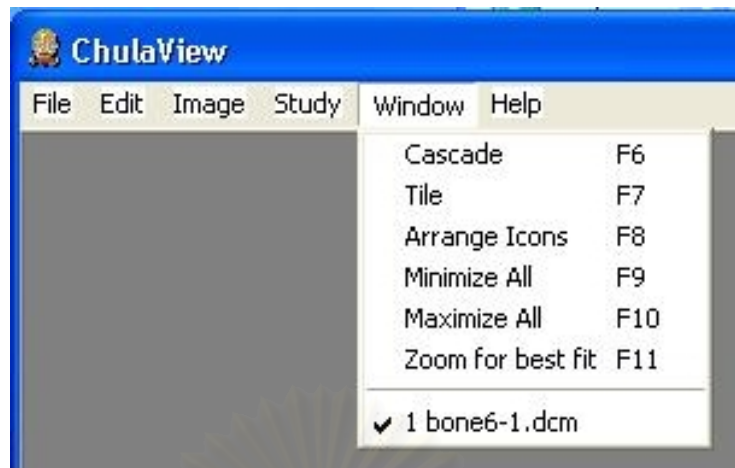 ChulaView
File Edit Image Study Window Help
Cascade F6
Tile F7
Arrange Icons F8
Minimize All F9
Maximize All F10
Zoom for best fit F11
✔ 1 bone6-1.dcm